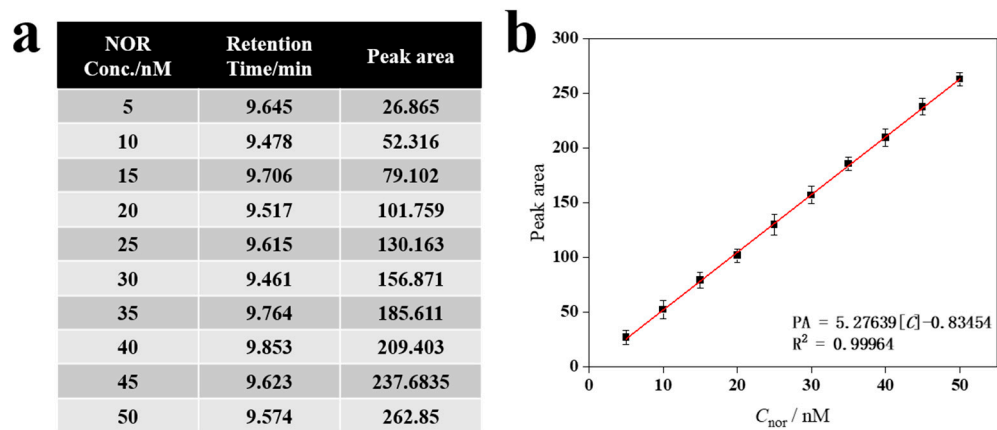 a
NOR Conc./nM Retention Time/min Peak area
5 9.645 26.865
10 9.478 52.316
15 9.706 79.102
20 9.517 101.759
25 9.615 130.163
30 9.461 156.871
35 9.764 185.611
40 9.853 209.403
45 9.623 237.6835
50 9.574 262.85
b
Peak area
300
250
200
150
100
50
0
PA = 5.27639[C]-0.83454
R² = 0.99964
0 10 20 30 40 50
Cnor / nM